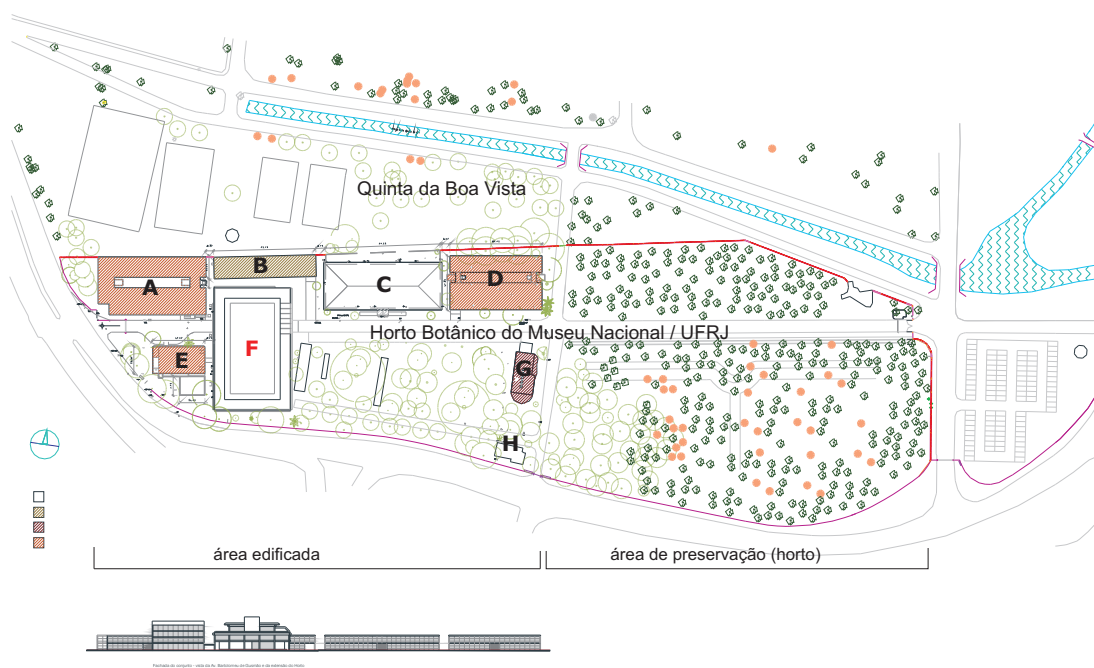 Quinta da Boa Vista
B
A
C
D
Horto Botânico do Museu Nacional / UFRJ
E
F
G
H
área edificada
área de preservação (horto)